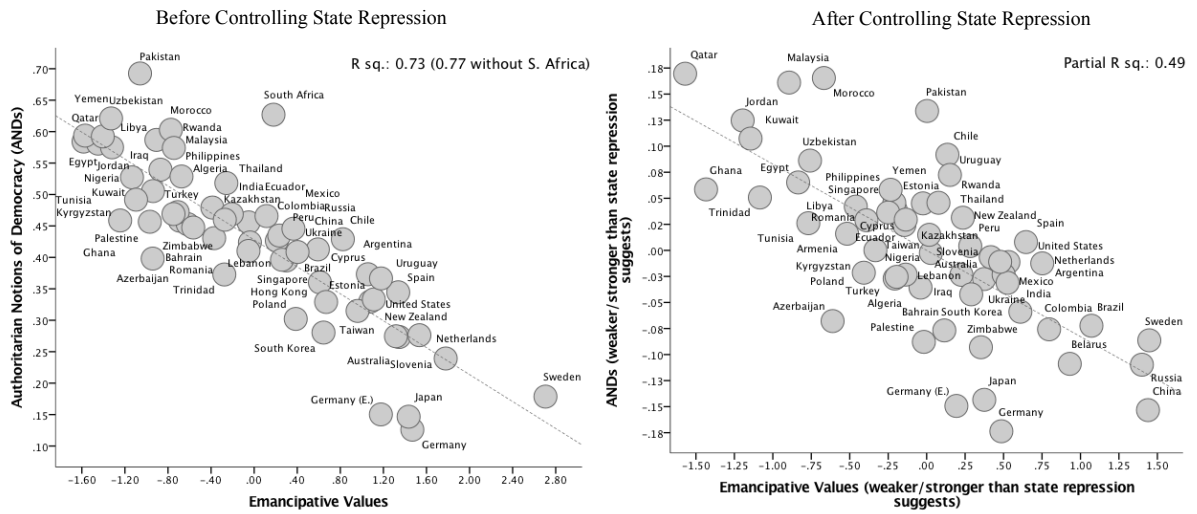 Before Controlling State Repression
R sq.: 0.73 (0.77 without S. Africa)
Authoritarian Notions of Democracy (ANDs)
.70
.65
.60
.55
.50
.45
.40
.35
.30
.25
.20
.15
.10
Pakistan
South Africa
Yemen
Uzbekistan
Morocco
Qatar
Libya
Rwanda
Malaysia
Egypt
Jordan
Iraq
Philippines
Nigeria
Algeria
Thailand
Kuwait
Turkey
India
Ecuador
Mexico
Tunisia
Kazakhstan
Colombia
Russia
Kyrgyzstan
Peru
China
Chile
Palestine
Ukraine
Ghana
Zimbabwe
Argentina
Bahrain
Lebanon
Cyprus
Azerbaijan
Romania
Singapore
Brazil
Uruguay
Trinidad
Hong Kong
Estonia
Spain
Poland
United States
New Zealand
South Korea
Taiwan
Netherlands
Australia
Slovenia
Sweden
Germany (E.)
Japan
Germany
-1.60
-1.20
-.80
-.40
.00
.40
.80
1.20
1.60
2.00
2.40
2.80
Emancipative Values
After Controlling State Repression
Partial R sq.: 0.49
ANDs (weaker/stronger than state repression
suggests)
.18
.15
.13
.10
.08
.05
.02
.00
-.03
-.05
-.08
-.10
-.13
-.15
-.18
Qatar
Malaysia
Morocco
Pakistan
Jordan
Kuwait
Chile
Uzbekistan
Uruguay
Ghana
Egypt
Yemen
Philippines
Rwanda
Singapore
Estonia
Trinidad
Libya
Thailand
Romania
New Zealand
Spain
Cyprus
Peru
Tunisia
Ecuador
Kazakhstan
Armenia
Taiwan
Slovenia
United States
Nigeria
Netherlands
Kyrgyzstan
Australia
Argentina
Poland
Lebanon
Mexico
Turkey
Iraq
India
Algeria
Ukraine
Azerbaijan
Bahrain
South Korea
Colombia
Brazil
Palestine
Zimbabwe
Sweden
Belarus
Japan
Russia
Germany (E.)
China
Germany
-1.50
-1.25
-1.00
-.75
-.50
-.25
.00
.25
.50
.75
1.00
1.25
1.50
Emancipative Values (weaker/stronger than state repression
suggests)